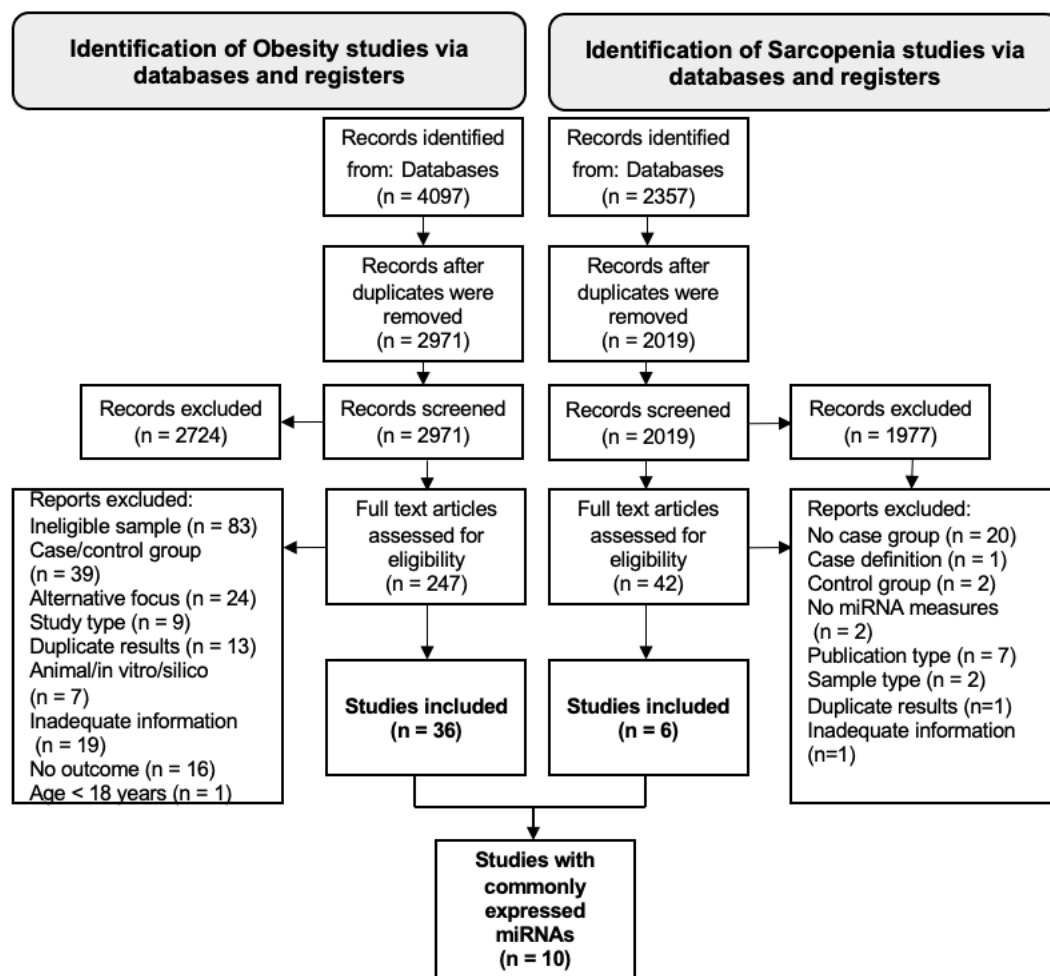 Identification of Obesity studies via
databases and registers
Identification of Sarcopenia studies via
databases and registers
Records identified
from: Databases
(n = 4097)
Records identified
from: Databases
(n = 2357)
Records after
duplicates were
removed
(n = 2971)
Records after
duplicates were
removed
(n = 2019)
Records excluded
(n = 2724)
Records screened
(n = 2971)
Records screened
(n = 2019)
Records excluded
(n = 1977)
Reports excluded:
Ineligible sample (n = 83)
Case/control group
(n = 39)
Alternative focus (n = 24)
Study type (n = 9)
Duplicate results (n = 13)
Animal/in vitro/silico
(n = 7)
Inadequate information
(n = 19)
No outcome (n = 16)
Age < 18 years (n = 1)
Full text articles
assessed for
eligibility
(n = 247)
Full text articles
assessed for
eligibility
(n = 42)
Reports excluded:
No case group (n = 20)
Case definition (n = 1)
Control group (n = 2)
No miRNA measures
(n = 2)
Publication type (n = 7)
Sample type (n = 2)
Duplicate results (n=1)
Inadequate information
(n=1)
Studies included
(n = 36)
Studies included
(n = 6)
Studies with
commonly
expressed
miRNAs
(n = 10)